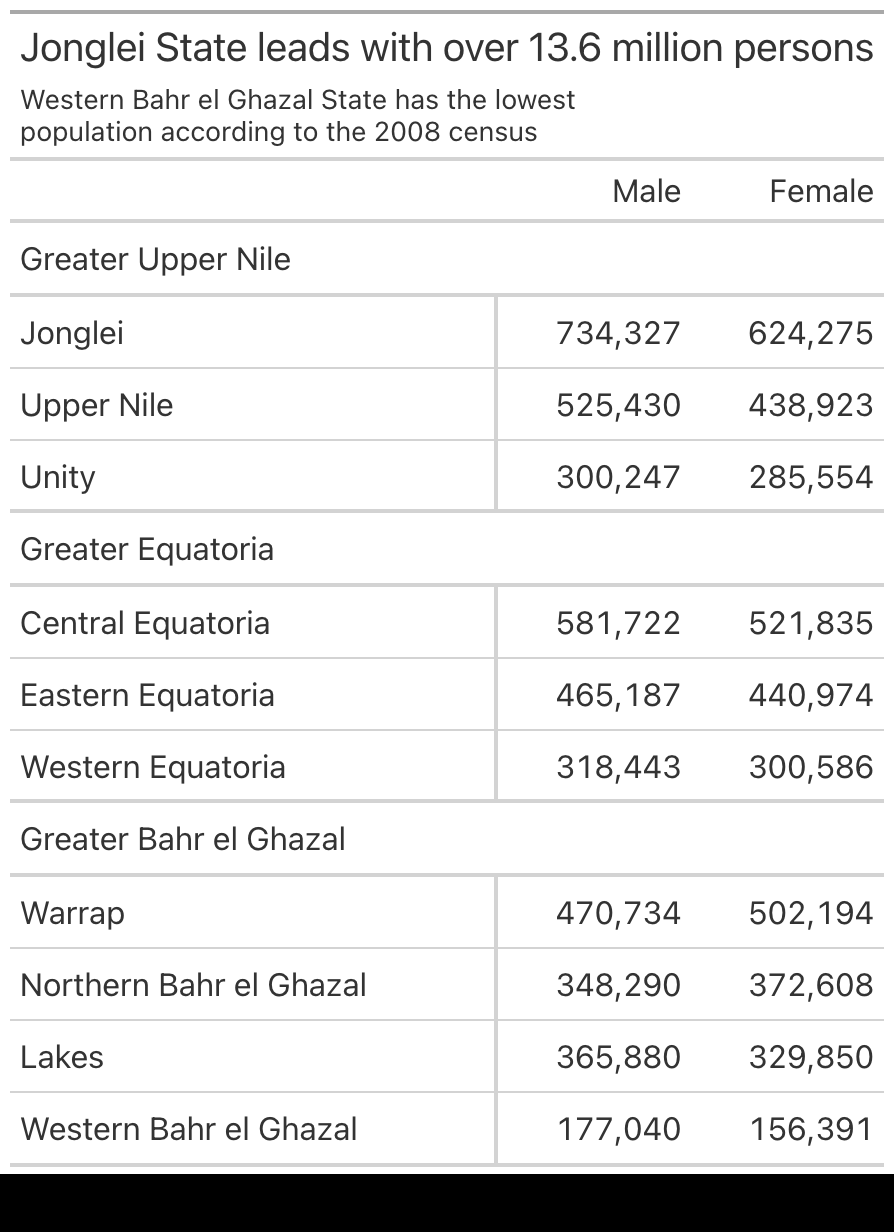 Jonglei State leads with over 13.6 million persons
Western Bahr el Ghazal State has the lowest
population according to the 2008 census
Male Female
Greater Upper Nile
Jonglei 734,327 624,275
Upper Nile 525,430 438,923
Unity 300,247 285,554
Greater Equatoria
Central Equatoria 581,722 521,835
Eastern Equatoria 465,187 440,974
Western Equatoria 318,443 300,586
Greater Bahr el Ghazal
Warrap 470,734 502,194
Northern Bahr el Ghazal 348,290 372,608
Lakes 365,880 329,850
Western Bahr el Ghazal 177,040 156,391